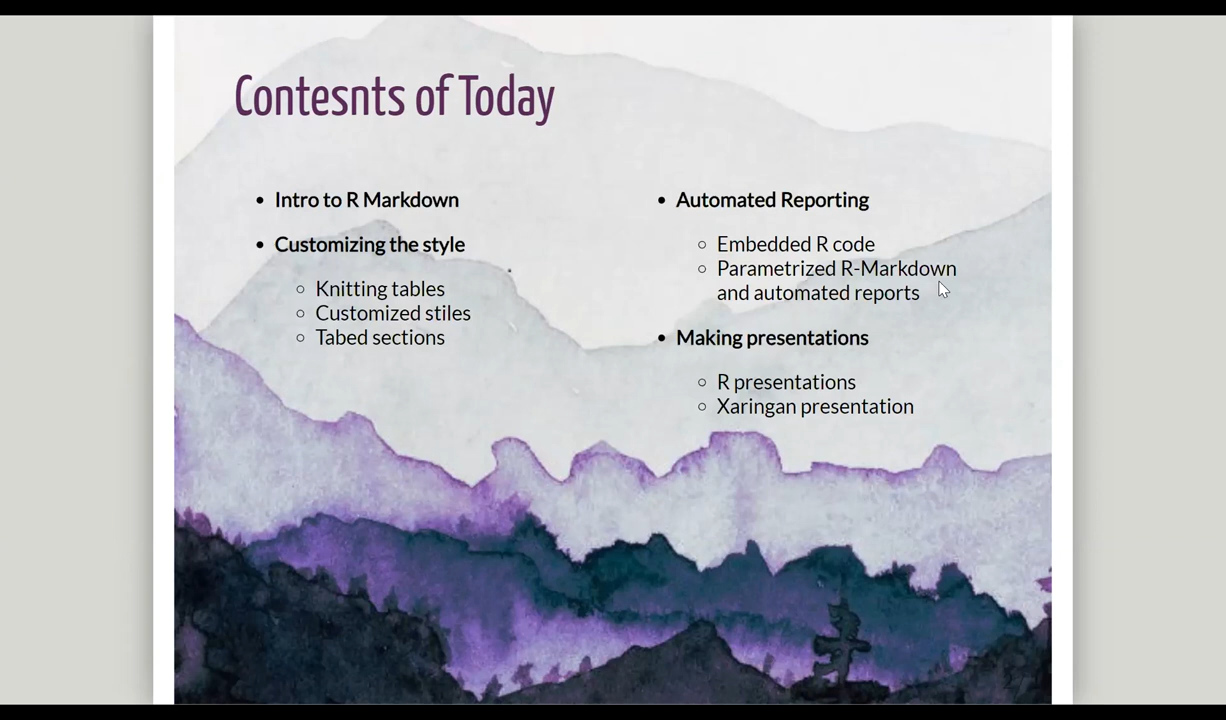 Contesnts of Today
Intro to R Markdown
Customizing the style
Knitting tables
Customized stiles
Tabed sections
Automated Reporting
Embedded R code
Parametrized R-Markdown
and automated reports
Making presentations
R presentations
Xaringan presentation